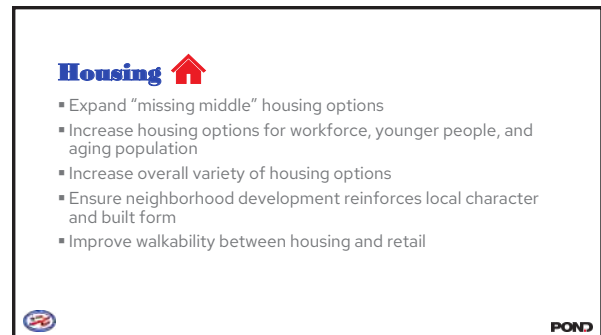 Housing
▪ Expand “missing middle” housing options
▪ Increase housing options for workforce, younger people, and
aging population
▪ Increase overall variety of housing options
▪ Ensure neighborhood development reinforces local character
and built form
▪ Improve walkability between housing and retail
POND